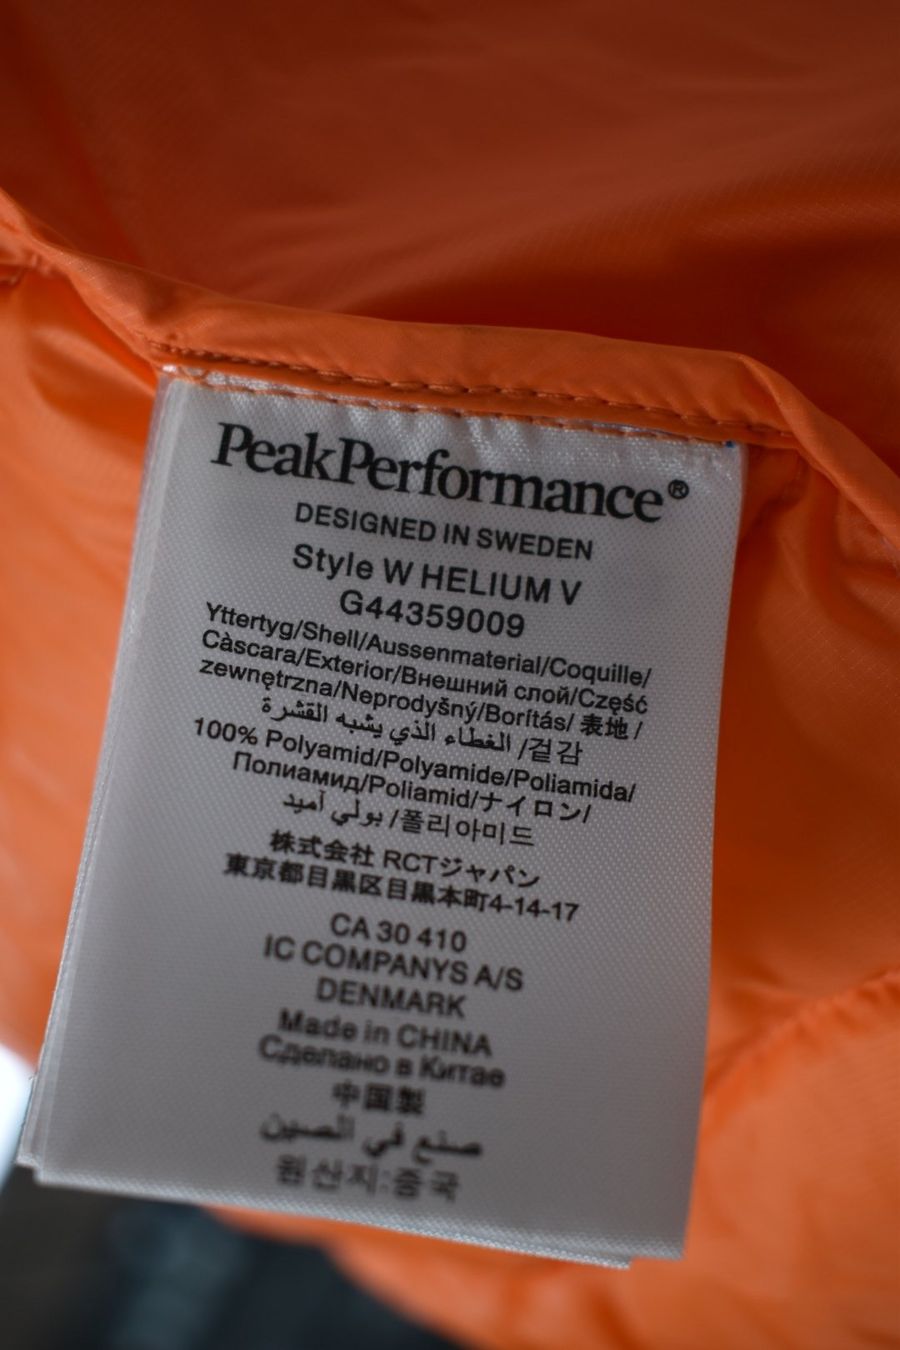 PeakPerformance®
DESIGNED IN SWEDEN
Style W HELIUM V
G44359009
Yttertyg/Shell/Aussenmaterial/Coquille/
Càscara/Exterior/Внешний слой/Część
zewnętrzna/Neprodyšný/Borítás/ 表地 /
الغطاء الذي يشبه القشرة /겉감
100% Polyamid/Polyamide/Poliamida/
Полиамид/Poliamid/ナイロン/
بولي أميد /폴리아미드
株式会社 RCTジャパン
東京都目黒区目黒本町4-14-17
CA 30 410
IC COMPANYS A/S
DENMARK
Made in CHINA
Сделано в Китае
中国製
صنع في الصين
원산지:중국